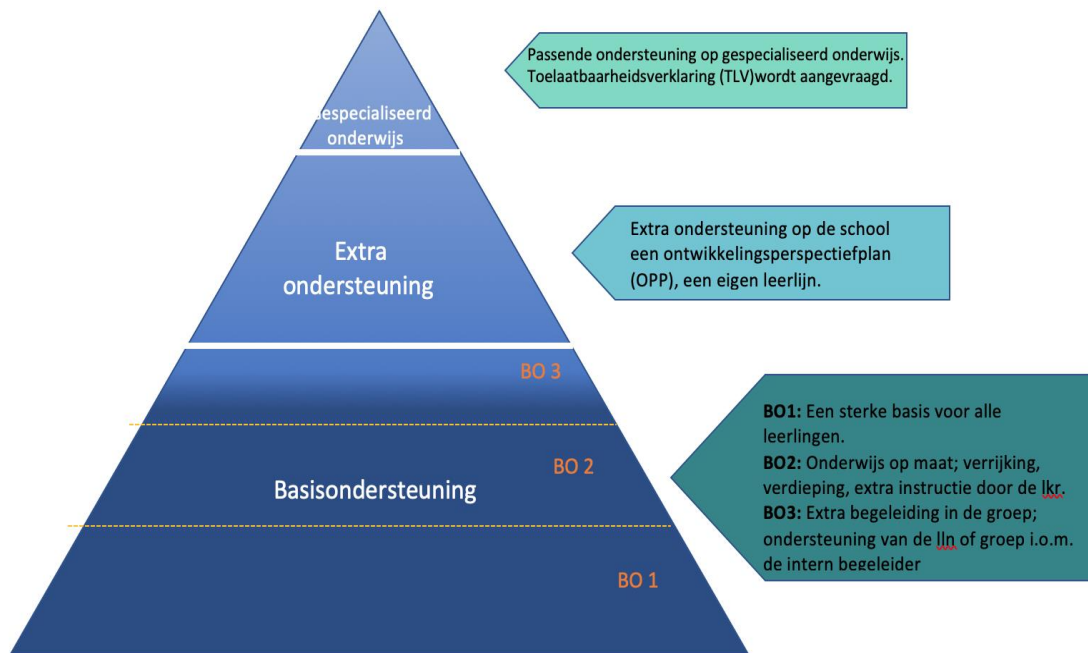 Passende ondersteuning op gespecialiseerd onderwijs.
Toelaatbaarheidsverklaring (TLV)wordt aangevraagd.
Gespecialiseerd
onderwijs
Extra ondersteuning op de school
een ontwikkelingsperspectiefplan
(OPP), een eigen leerlijn.
Extra
ondersteuning
BO 3
BO 2
Basisondersteuning
BO 1
BO1: Een sterke basis voor alle
leerlingen.
BO2: Onderwijs op maat; verrijking,
verdieping, extra instructie door de lkr.
BO3: Extra begeleiding in de groep;
ondersteuning van de lln of groep i.o.m.
de intern begeleider